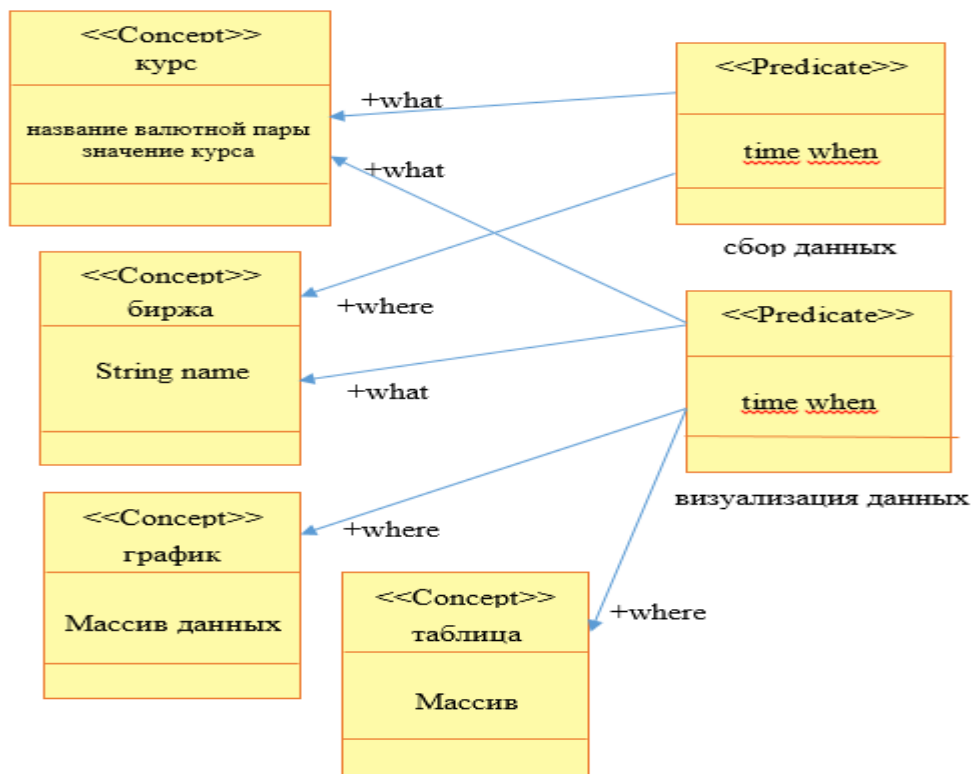 <<Concept>>
курс
название валютной пары
значение курса
+what
+what
<<Predicate>>
time when
сбор данных
<<Concept>>
биржа
String name
+where
+what
<<Predicate>>
time when
визуализация данных
<<Concept>>
график
Массив данных
+where
<<Concept>>
таблица
Массив
+where